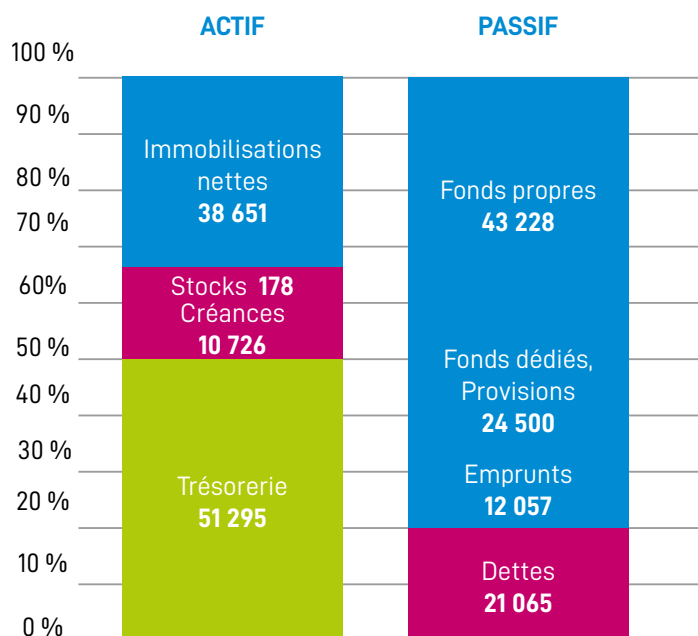 ACTIF
PASSIF
100 %
90 %
80 %
70 %
60%
50 %
40 %
30 %
20 %
10 %
0 %
Immobilisations
nettes
38 651
Stocks 178
Créances
10 726
Trésorerie
51 295
Fonds propres
43 228
Fonds dédiés,
Provisions
24 500
Emprunts
12 057
Dettes
21 065